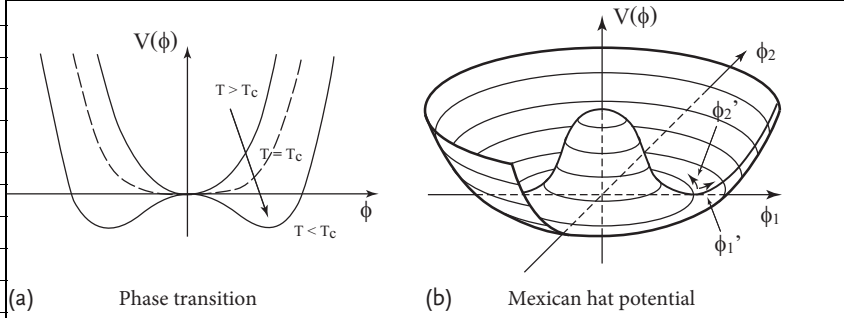 V(ϕ)
T > Tc
T = Tc
ϕ
T < Tc
(a) Phase transition
V(ϕ)
ϕ2
ϕ2’
ϕ1
ϕ1’
(b) Mexican hat potential